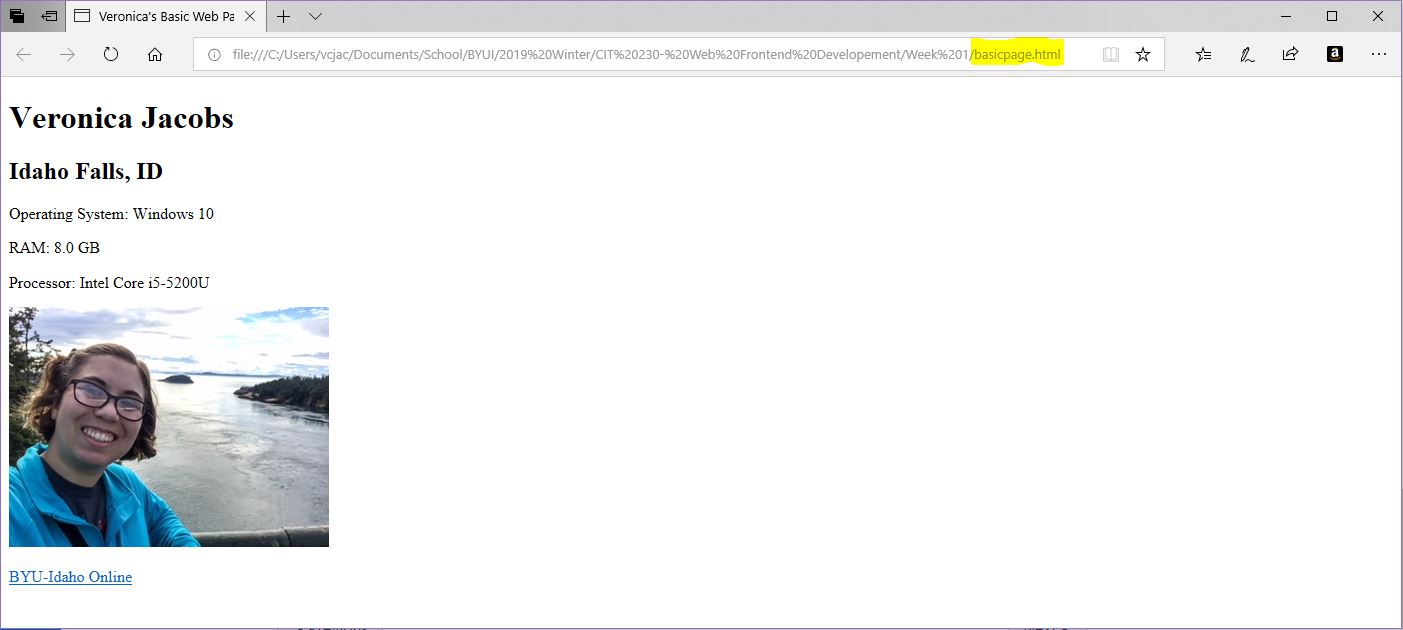 Veronica's Basic Web Pa
file:///C:/Users/vcjac/Documents/School/BYUI/2019%20Winter/CIT%20230-%20Web%20Frontend%20Developement/Week%201/basicpage.html
a
Veronica Jacobs
Idaho Falls, ID
Operating System: Windows 10
RAM: 8.0 GB
Processor: Intel Core i5-5200U
BYU-Idaho Online